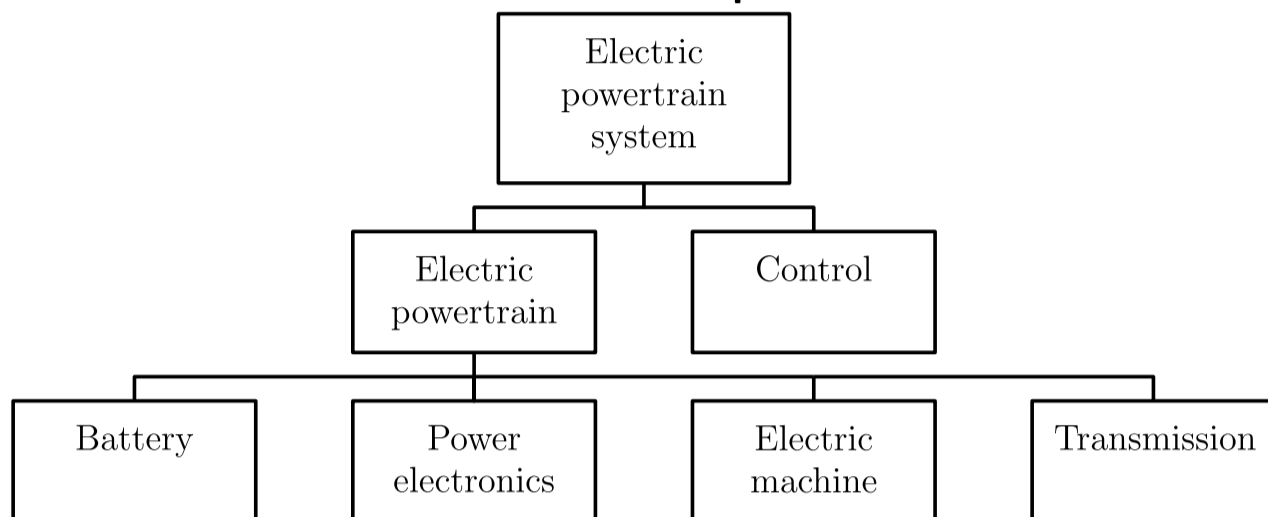 Electric
powertrain
system
Electric
powertrain
Control
Battery
Power
electronics
Electric
machine
Transmission